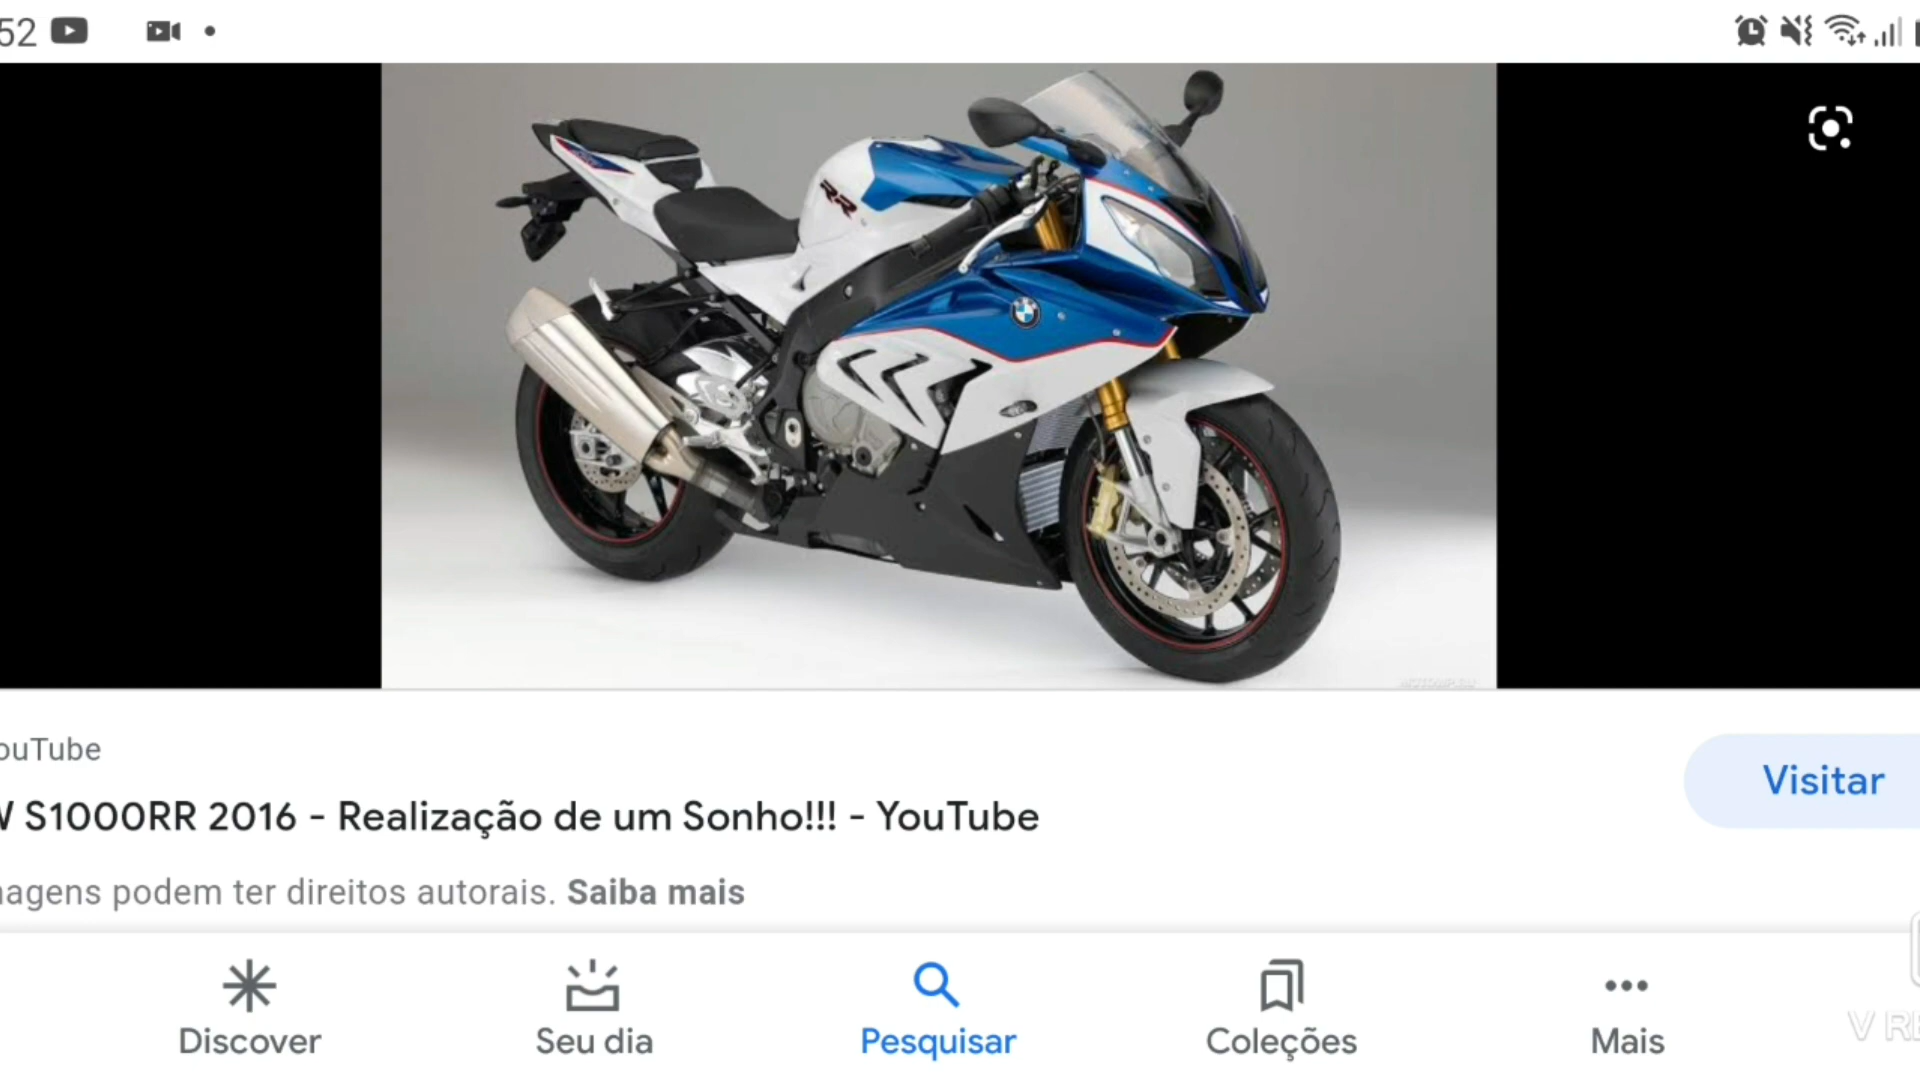 52
RR
ouTube
S1000RR 2016 - Realização de um Sonho!!! - YouTube
Visitar
agens podem ter direitos autorais. Saiba mais
Discover
Seu dia
Pesquisar
Coleções
Mais
V RE